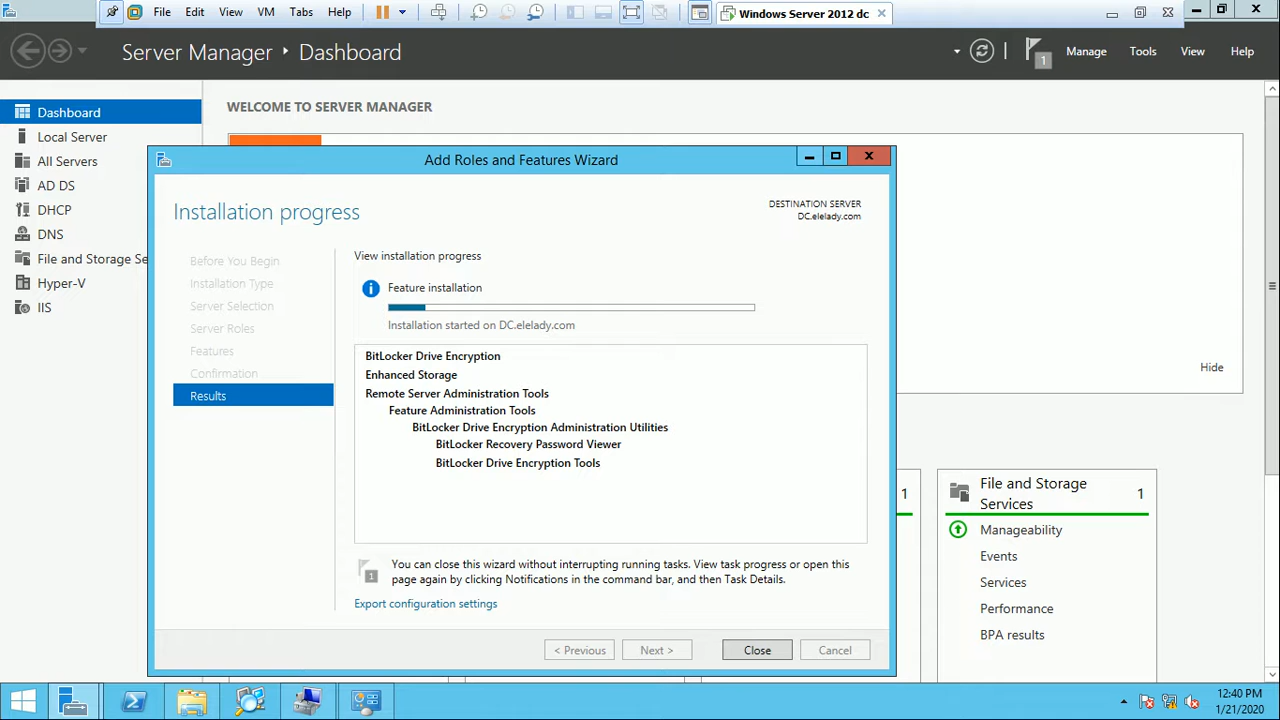 File Edit View VM Tabs Help
Windows Server 2012 dc
Server Manager ‣ Dashboard
1
Manage Tools View Help
Dashboard
Local Server
All Servers
AD DS
DHCP
DNS
File and Storage Se
Hyper-V
IIS
WELCOME TO SERVER MANAGER
Hide
Add Roles and Features Wizard
Installation progress
DESTINATION SERVER
DC.elelady.com
Before You Begin
Installation Type
Server Selection
Server Roles
Features
Confirmation
Results
View installation progress
Feature installation
Installation started on DC.elelady.com
BitLocker Drive Encryption
Enhanced Storage
Remote Server Administration Tools
Feature Administration Tools
BitLocker Drive Encryption Administration Utilities
BitLocker Recovery Password Viewer
BitLocker Drive Encryption Tools
1
You can close this wizard without interrupting running tasks. View task progress or open this
page again by clicking Notifications in the command bar, and then Task Details.
Export configuration settings
< Previous Next > Close Cancel
1
File and Storage
Services
1
Manageability
Events
Services
Performance
BPA results
12:40 PM
1/21/2020